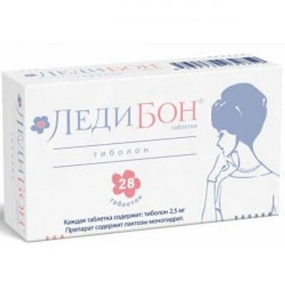 ЛЕДИБОН®
таблетки
ТИБОЛОН
28
таблеток
Каждая таблетка содержит: тиболон 2,5 мг
Препарат содержит лактозы моногидрат.